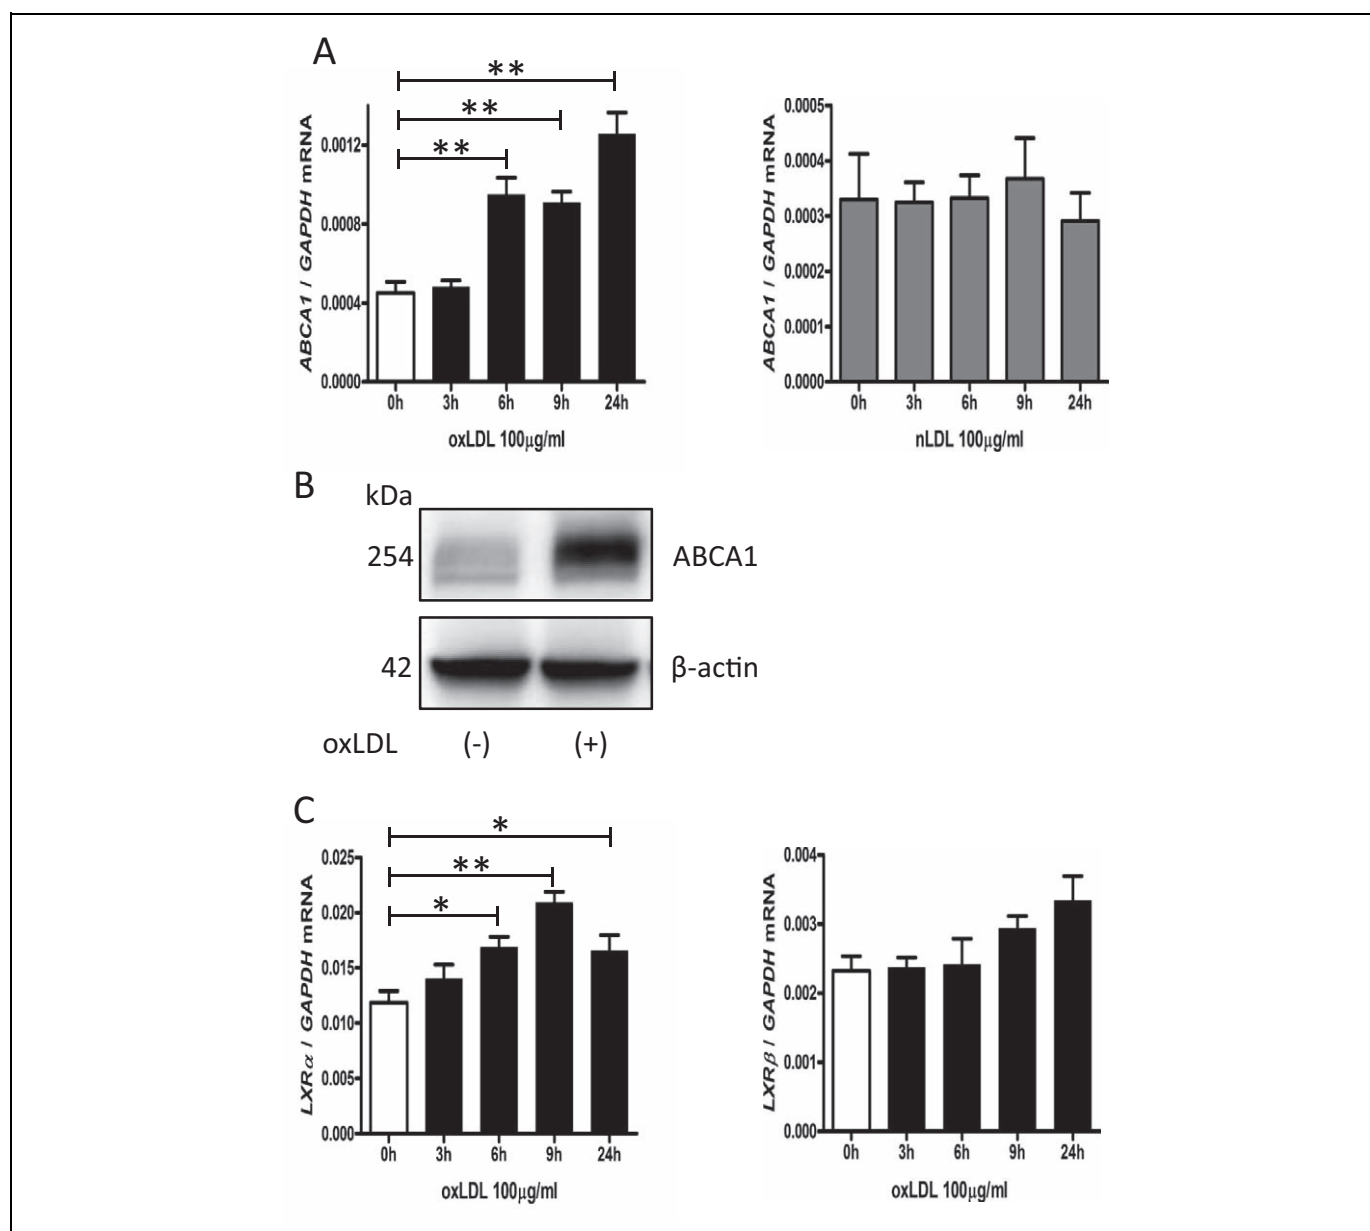 A
**
**
**
ABCA1 / GAPDH mRNA
0.0012
0.0008
0.0004
0.0000
0h 3h 6h 9h 24h
oxLDL 100μg/ml
ABCA1 / GAPDH mRNA
0.0005
0.0004
0.0003
0.0002
0.0001
0.0000
0h 3h 6h 9h 24h
nLDL 100μg/ml
B
kDa
254 ABCA1
42 β-actin
oxLDL (-) (+)
C
*
**
*
LXRα / GAPDH mRNA
0.025
0.020
0.015
0.010
0.005
0.000
0h 3h 6h 9h 24h
oxLDL 100μg/ml
LXRβ / GAPDH mRNA
0.004
0.003
0.002
0.001
0.000
0h 3h 6h 9h 24h
oxLDL 100μg/ml